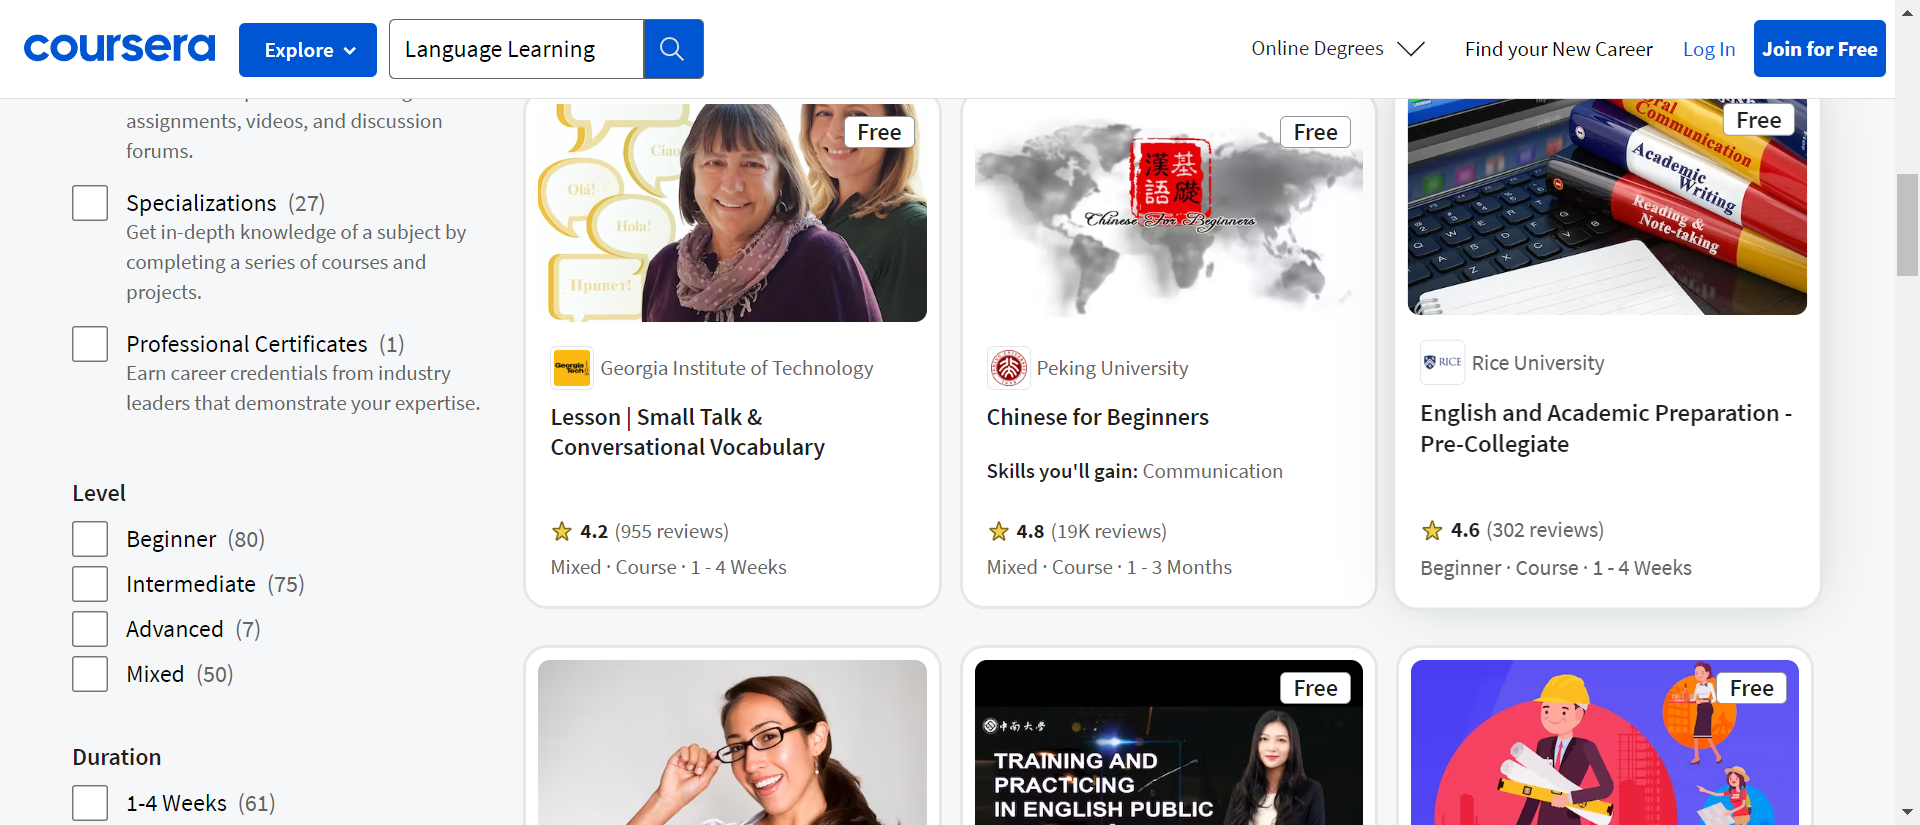 coursera
Explore
Language Learning
Online Degrees
Find your New Career
Log In
Join for Free
assignments, videos, and discussion
forums.
Specializations (27)
Get in-depth knowledge of a subject by
completing a series of courses and
projects.
Professional Certificates (1)
Earn career credentials from industry
leaders that demonstrate your expertise.
Level
Beginner (80)
Intermediate (75)
Advanced (7)
Mixed (50)
Duration
1-4 Weeks (61)
Ciao
Olá!
Hola!
Привет!
Free
Georgia Tech
Georgia Institute of Technology
Lesson | Small Talk &
Conversational Vocabulary
4.2 (955 reviews)
Mixed · Course · 1 - 4 Weeks
Free
基礎
漢語
Chinese For Beginners
Peking University
Chinese for Beginners
Skills you'll gain: Communication
4.8 (19K reviews)
Mixed · Course · 1 - 3 Months
Free
Oral
Communication
Academic
Writing
Reading &
Note-taking
RICE
Rice University
English and Academic Preparation -
Pre-Collegiate
4.6 (302 reviews)
Beginner · Course · 1 - 4 Weeks
Free
中南大学
TRAINING AND
PRACTICING
IN ENGLISH PUBLIC
Free